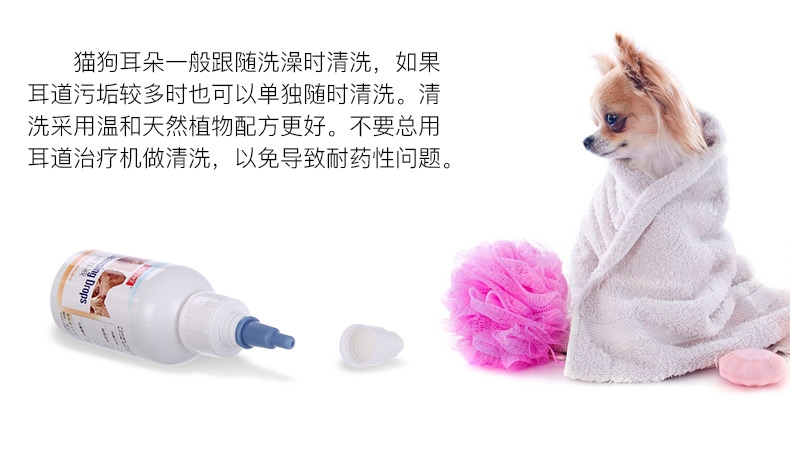 猫狗耳朵一般跟随洗澡时清洗，如果
耳道污垢较多时也可以单独随时清洗。清
洗采用温和天然植物配方更好。不要总用
耳道治疗机做清洗，以免导致耐药性问题。
Drops